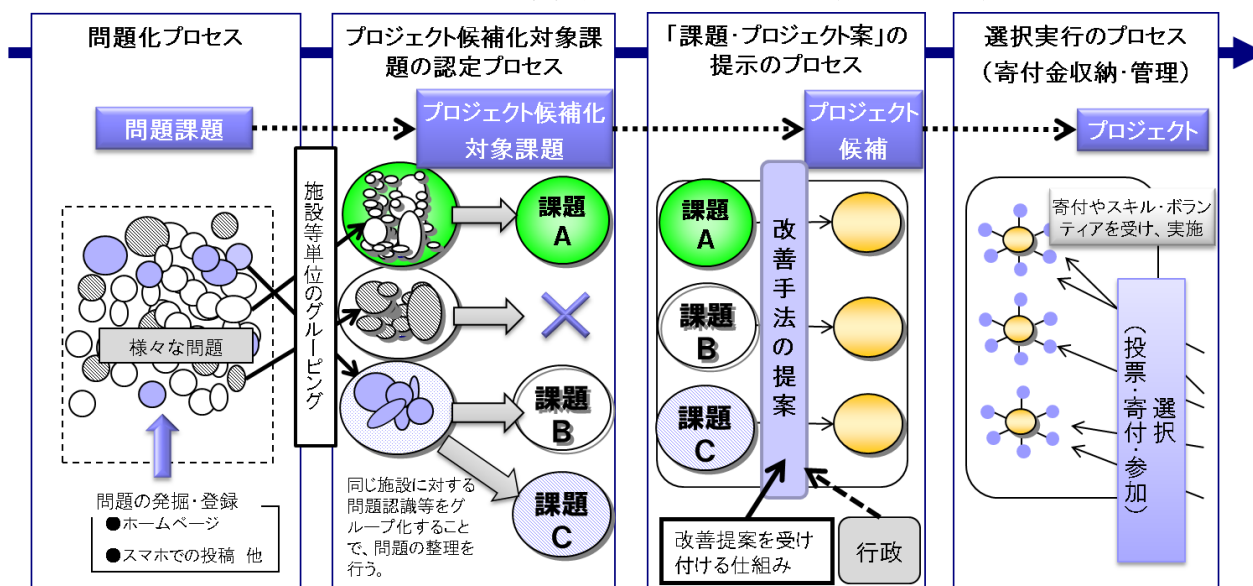 問題化プロセス
問題課題
様々な問題
問題の発掘・登録
●ホームページ
●スマホでの投稿 他
施設等単位のグルーピング
プロジェクト候補化対象課
題の認定プロセス
プロジェクト候補化
対象課題
課題
A
課題
B
課題
C
同じ施設に対する
問題認識等をグ
ループ化すること
で、問題の整理を
行う。
「課題・プロジェクト案」の
提示のプロセス
プロジェクト
候補
課題
A
課題
B
課題
C
改善手法の提案
改善提案を受け
付ける仕組み
行政
選択実行のプロセス
（寄付金収納・管理）
プロジェクト
寄付やスキル・ボラン
ティアを受け、実施
選択
（投票・寄付・参加）